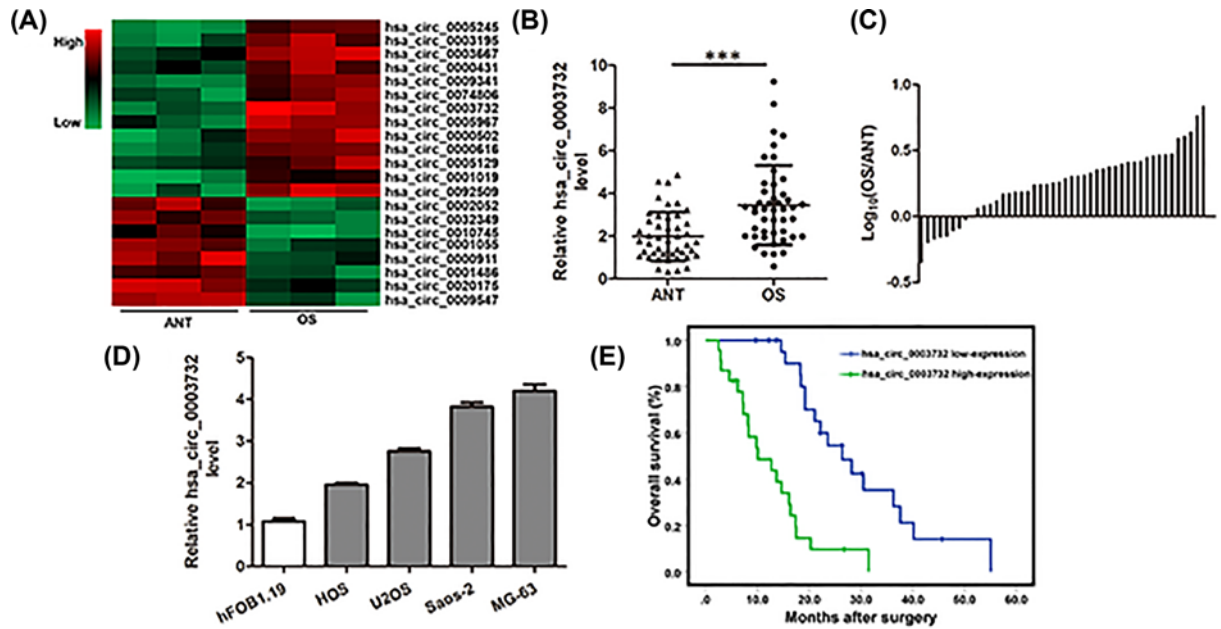 (A)
High
Low
hsa_circ_0005245
hsa_circ_0003195
hsa_circ_0003667
hsa_circ_0000431
hsa_circ_0009341
hsa_circ_0074806
hsa_circ_0003732
hsa_circ_0005967
hsa_circ_0000502
hsa_circ_0000616
hsa_circ_0005129
hsa_circ_0001019
hsa_circ_0092509
hsa_circ_0002052
hsa_circ_0032349
hsa_circ_0010745
hsa_circ_0001055
hsa_circ_0000911
hsa_circ_0001486
hsa_circ_0020175
hsa_circ_0009547
ANT OS
(B)
Relative hsa_circ_0003732
level
***
10
8
6
4
2
0
ANT OS
(C)
Log10(OS/ANT)
1.0
0.5
0.0
-0.5
(D)
Relative hsa_circ_0003732
level
5
4
3
2
1
0
hFOB1.19 HOS U2OS Saos-2 MG-63
(E)
Overall survival (%)
1.0
0.8
0.6
0.4
0.2
0.0
hsa_circ_0003732 low-expression
hsa_circ_0003732 high-expression
.0 10.0 20.0 30.0 40.0 50.0 60.0
Months after surgery